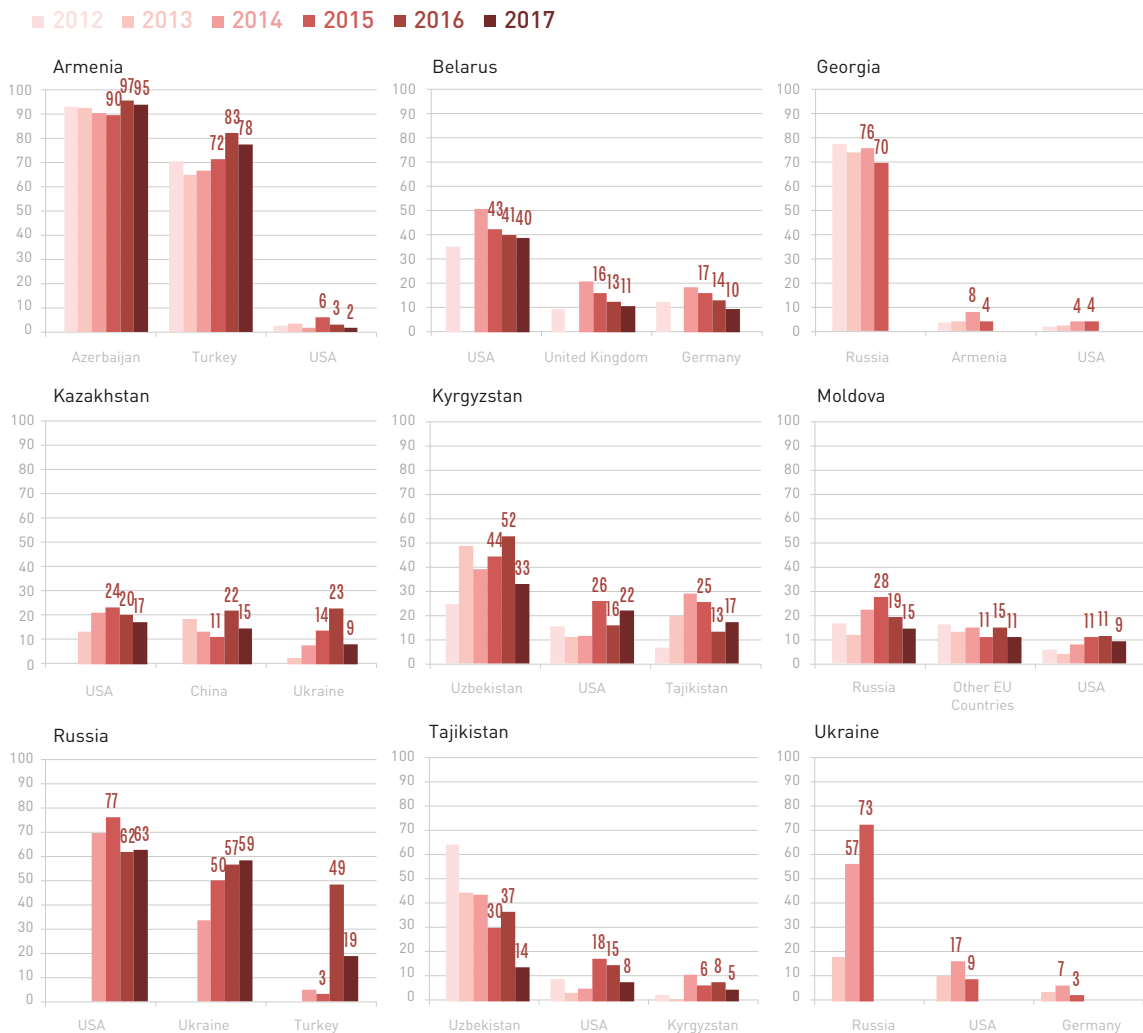 2012 2013 2014 2015 2016 2017
Armenia
100
90
80
70
60
50
40
30
20
10
0
90 97 95
72 83 78
6 3 2
Azerbaijan Turkey USA
Belarus
100
90
80
70
60
50
40
30
20
10
0
43 41 40
16 13 11
17 14 10
USA United Kingdom Germany
Georgia
100
90
80
70
60
50
40
30
20
10
0
76 70
8 4
4 4
Russia Armenia USA
Kazakhstan
100
90
80
70
60
50
40
30
20
10
0
24 20 17
11 22 15
14 23 9
USA China Ukraine
Kyrgyzstan
100
90
80
70
60
50
40
30
20
10
0
44 52 33
26 16 22
25 13 17
Uzbekistan USA Tajikistan
Moldova
100
90
80
70
60
50
40
30
20
10
0
28 19 15
11 15 11
11 11 9
Russia Other EU USA
Countries
Russia
100
90
80
70
60
50
40
30
20
10
0
77 62 63
50 57 59
3 49 19
USA Ukraine Turkey
Tajikistan
100
90
80
70
60
50
40
30
20
10
0
30 37 14
18 15 8
6 8 5
Uzbekistan USA Kyrgyzstan
Ukraine
100
90
80
70
60
50
40
30
20
10
0
57 73
17 9
7 3
Russia USA Germany